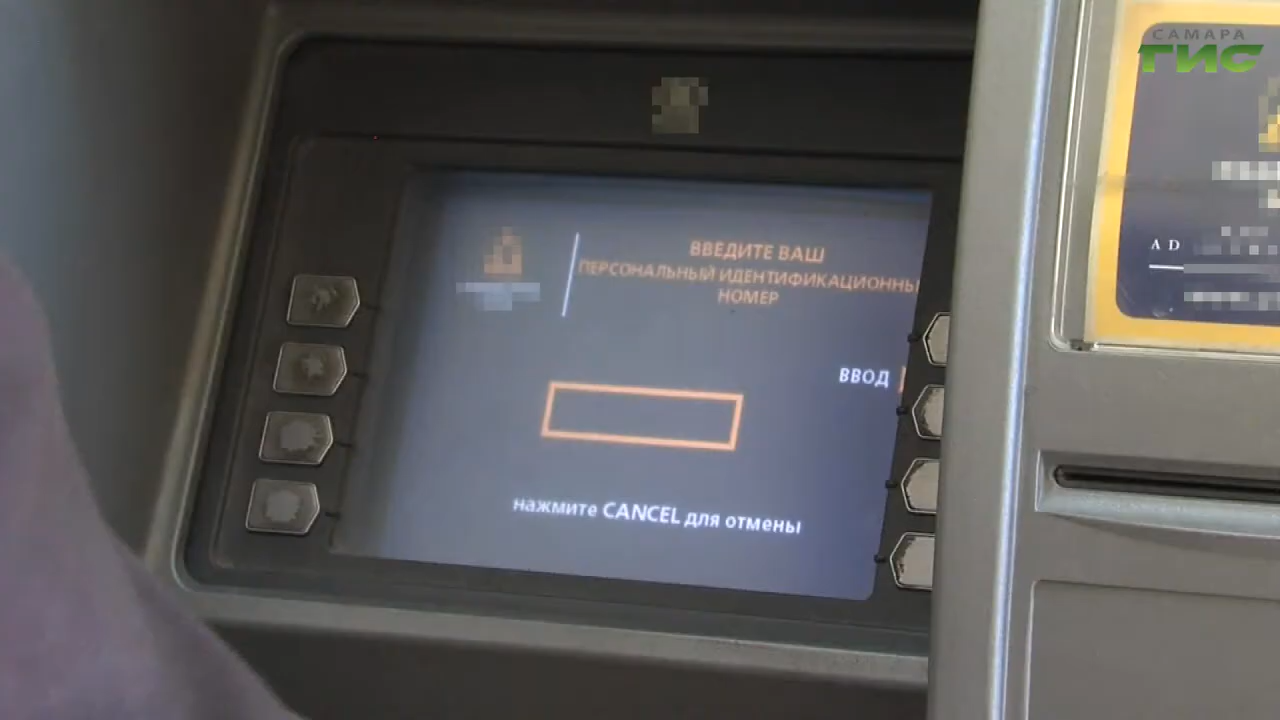 САМАРА
ГИС
ВВЕДИТЕ ВАШ
ПЕРСОНАЛЬНЫЙ ИДЕНТИФИКАЦИОННЫ
НОМЕР
ВВОД
нажмите CANCEL для отмены
A D